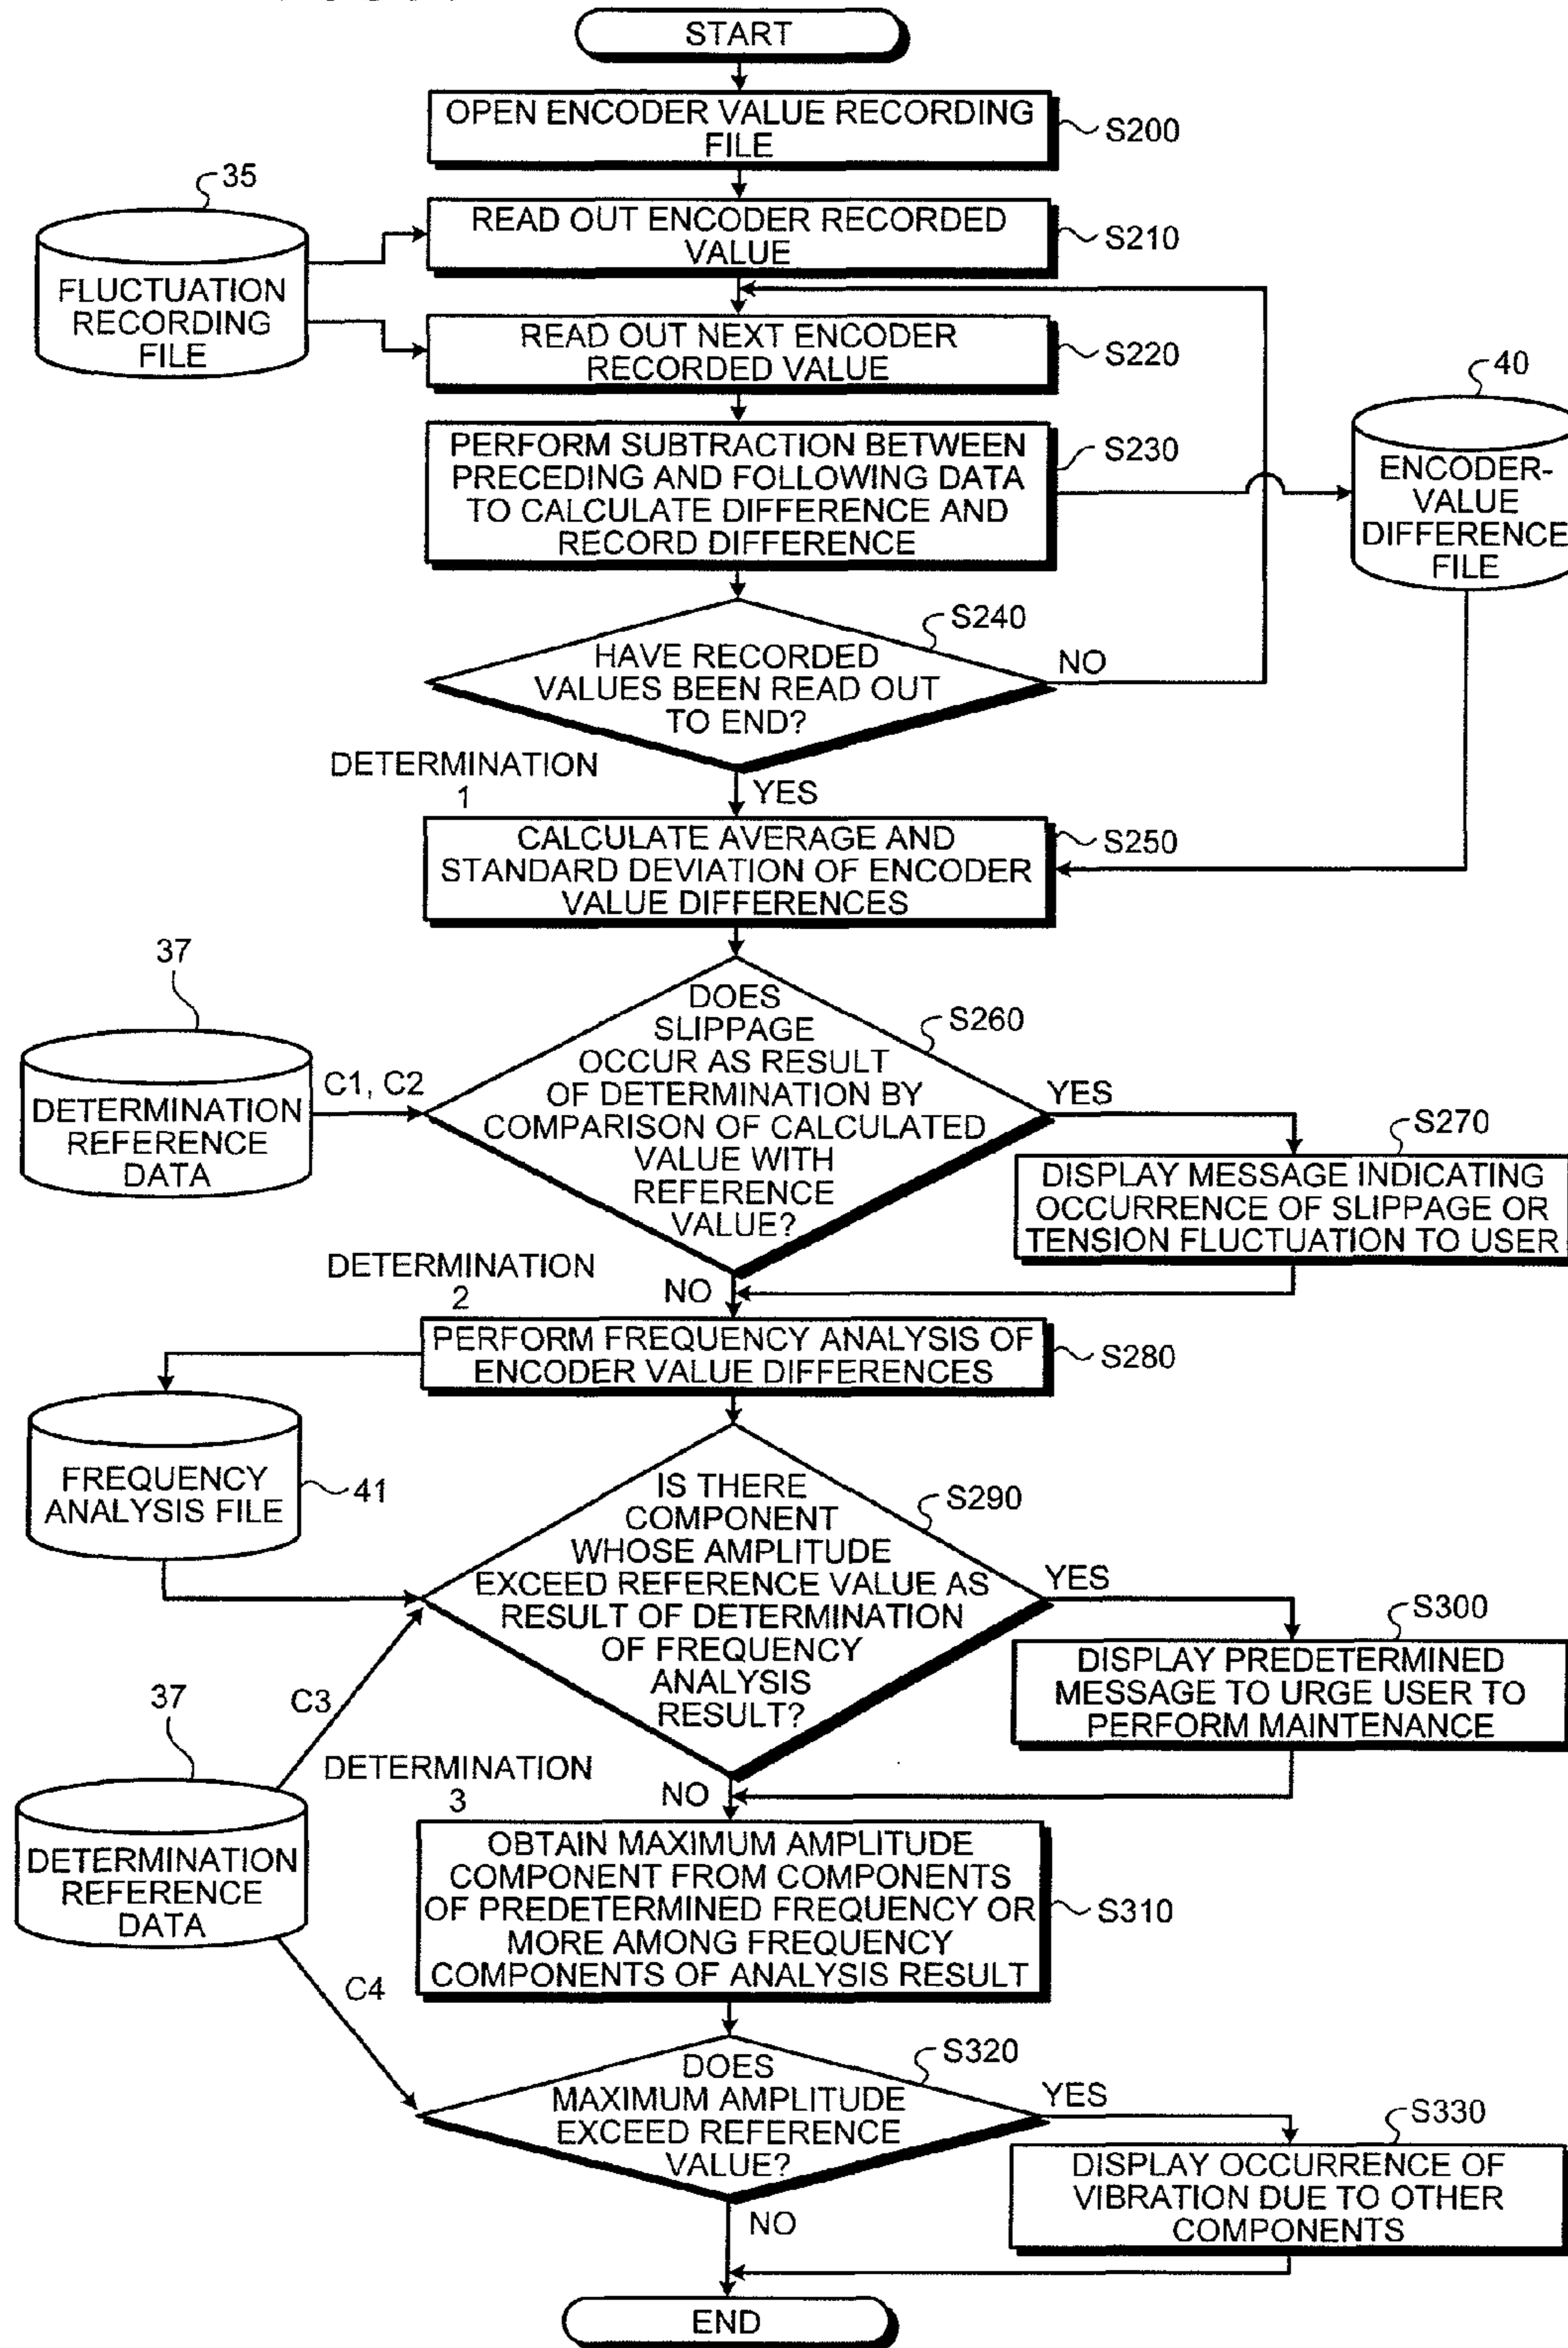 START
OPEN ENCODER VALUE RECORDING
FILE
S200
35
READ OUT ENCODER RECORDED
VALUE
S210
FLUCTUATION
RECORDING
FILE
READ OUT NEXT ENCODER
RECORDED VALUE
S220
40
PERFORM SUBTRACTION BETWEEN
PRECEDING AND FOLLOWING DATA
TO CALCULATE DIFFERENCE AND
RECORD DIFFERENCE
S230
ENCODER-
VALUE
DIFFERENCE
FILE
S240
HAVE RECORDED
VALUES BEEN READ OUT
TO END?
NO
DETERMINATION
1
YES
CALCULATE AVERAGE AND
STANDARD DEVIATION OF ENCODER
VALUE DIFFERENCES
S250
37
DETERMINATION
REFERENCE
DATA
C1, C2
DOES
SLIPPAGE
OCCUR AS RESULT
OF DETERMINATION BY
COMPARISON OF CALCULATED
VALUE WITH
REFERENCE
VALUE?
S260
YES
S270
DISPLAY MESSAGE INDICATING
OCCURRENCE OF SLIPPAGE OR
TENSION FLUCTUATION TO USER
DETERMINATION
2
NO
PERFORM FREQUENCY ANALYSIS OF
ENCODER VALUE DIFFERENCES
S280
FREQUENCY
ANALYSIS FILE
41
IS THERE
COMPONENT
WHOSE AMPLITUDE
EXCEED REFERENCE VALUE AS
RESULT OF DETERMINATION
OF FREQUENCY
ANALYSIS
RESULT?
S290
YES
S300
DISPLAY PREDETERMINED
MESSAGE TO URGE USER TO
PERFORM MAINTENANCE
37
C3
DETERMINATION
3
NO
DETERMINATION
REFERENCE
DATA
OBTAIN MAXIMUM AMPLITUDE
COMPONENT FROM COMPONENTS
OF PREDETERMINED FREQUENCY OR
MORE AMONG FREQUENCY
COMPONENTS OF ANALYSIS RESULT
S310
C4
DOES
MAXIMUM AMPLITUDE
EXCEED REFERENCE
VALUE?
S320
YES
S330
DISPLAY OCCURRENCE OF
VIBRATION DUE TO OTHER
COMPONENTS
NO
END